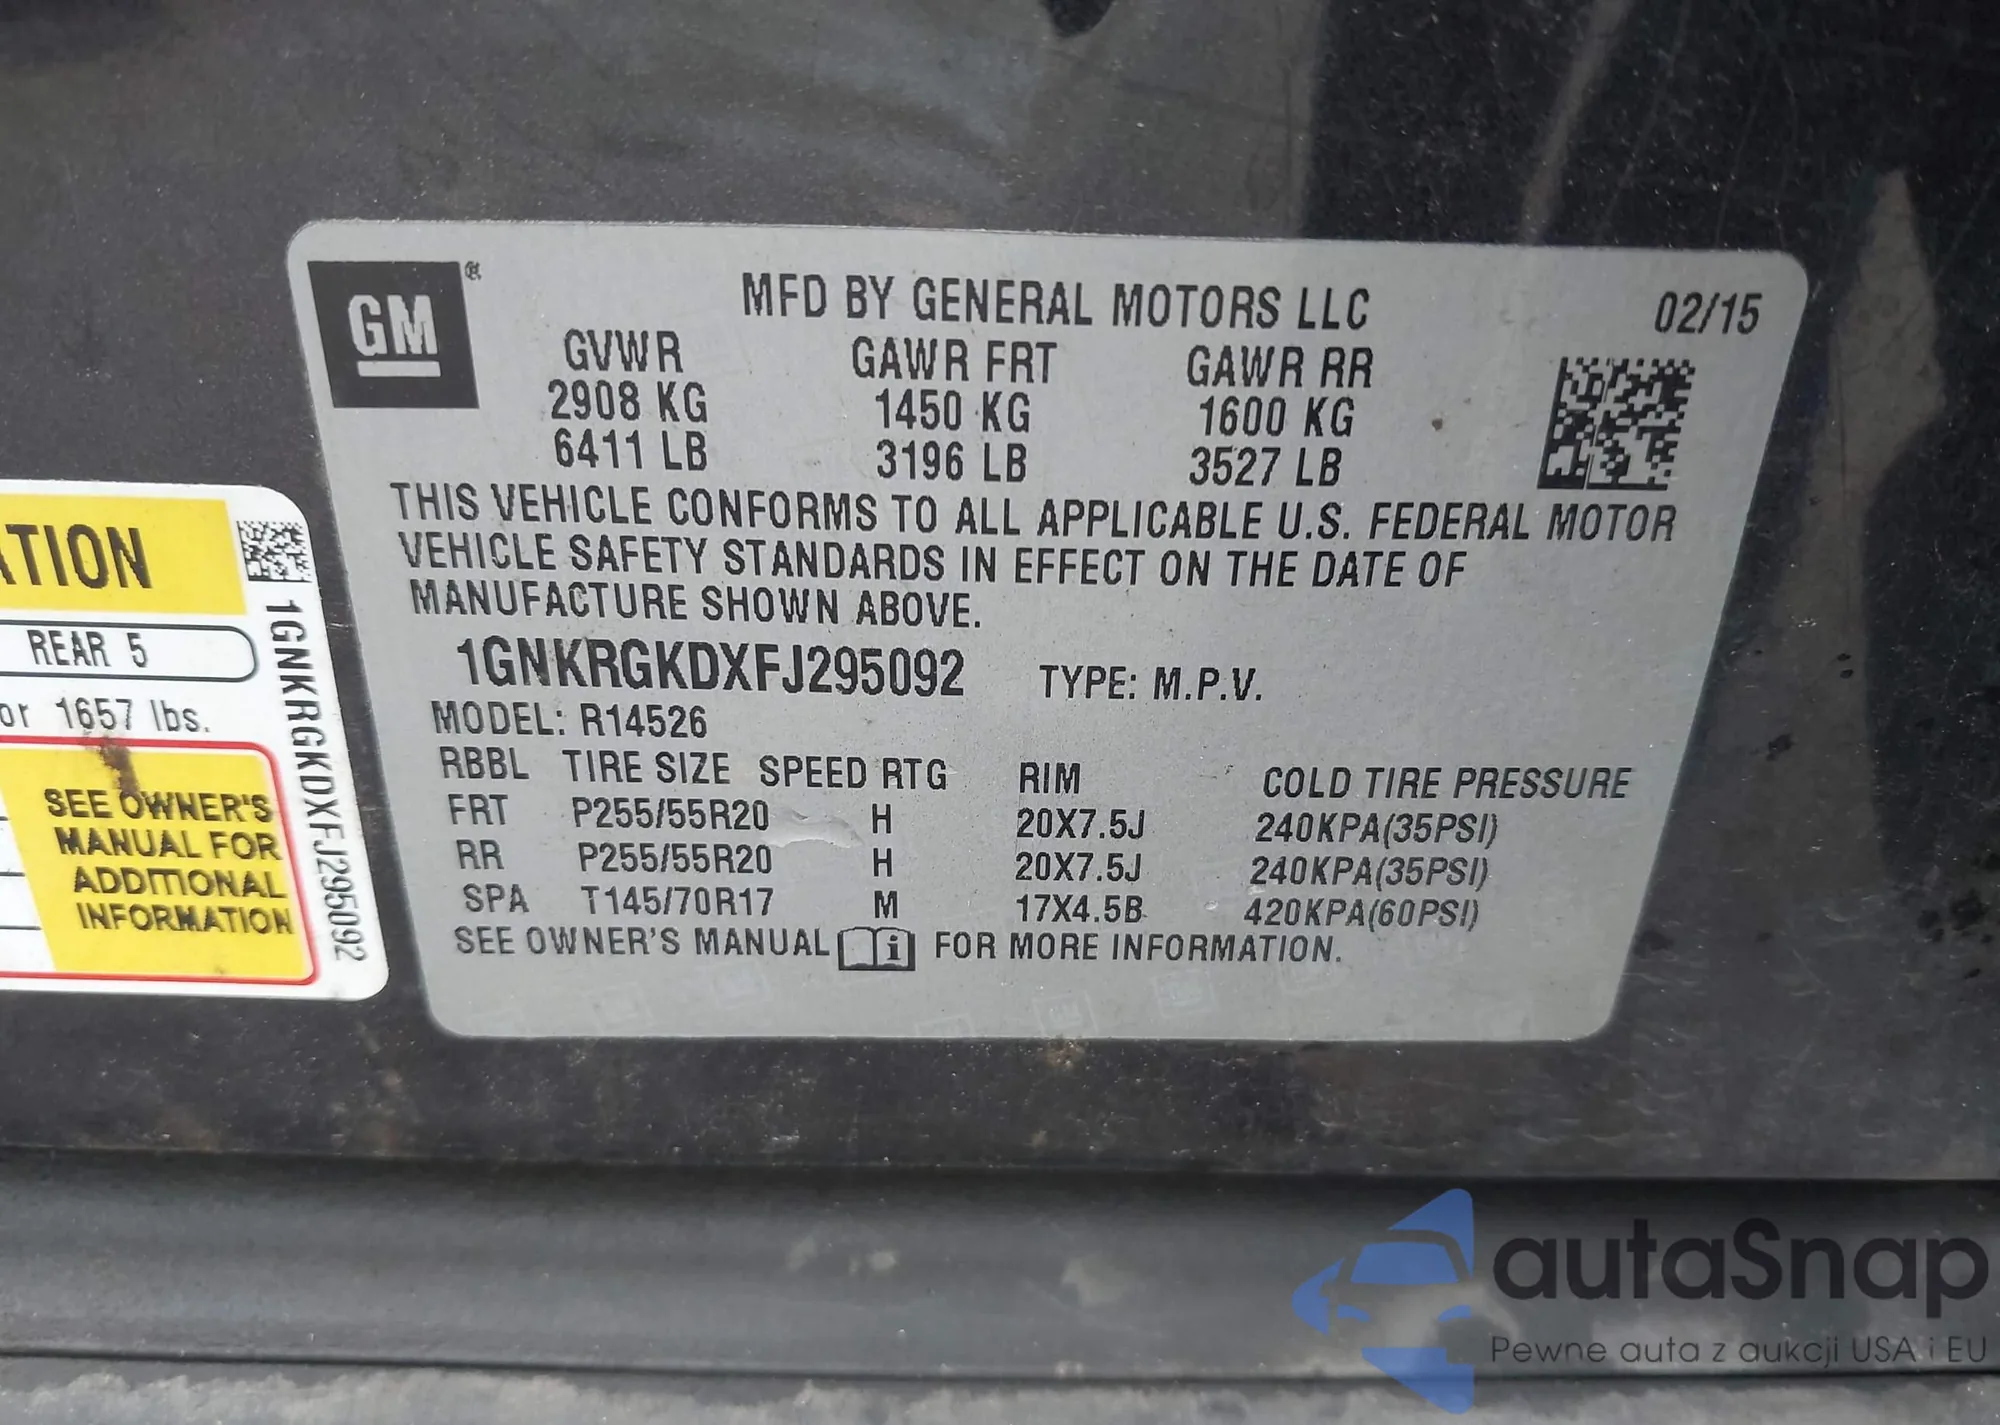 GM®
MFD BY GENERAL MOTORS LLC
02/15
GVWR GAWR FRT GAWR RR
2908 KG 1450 KG 1600 KG
6411 LB 3196 LB 3527 LB
THIS VEHICLE CONFORMS TO ALL APPLICABLE U.S. FEDERAL MOTOR
VEHICLE SAFETY STANDARDS IN EFFECT ON THE DATE OF
MANUFACTURE SHOWN ABOVE.
1GNKRGKDXFJ295092 TYPE: M.P.V.
MODEL: R14526
RBBL TIRE SIZE SPEED RTG RIM COLD TIRE PRESSURE
FRT P255/55R20 H 20X7.5J 240KPA(35PSI)
RR P255/55R20 H 20X7.5J 240KPA(35PSI)
SPA T145/70R17 M 17X4.5B 420KPA(60PSI)
SEE OWNER'S MANUAL i FOR MORE INFORMATION.
ATION
REAR 5
or 1657 lbs.
SEE OWNER'S
MANUAL FOR
ADDITIONAL
INFORMATION
1GNKRGKDXFJ295092
autaSnap
Pewne auta z aukcji USA i EU